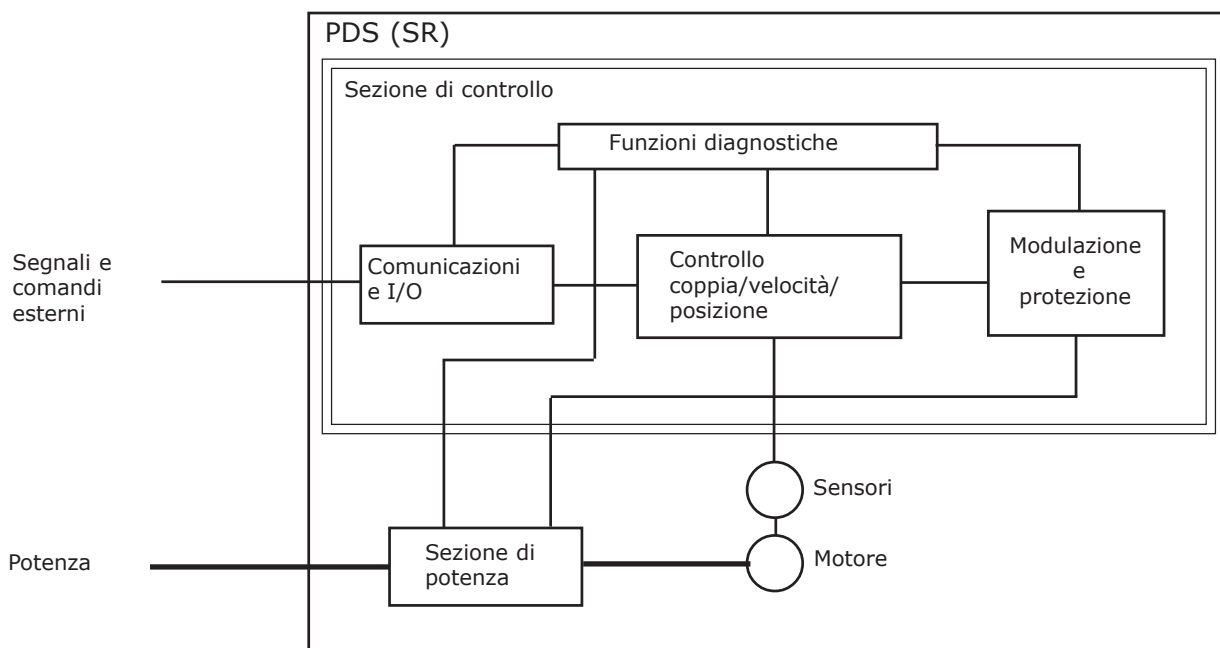 PDS (SR)
Sezione di controllo
Funzioni diagnostiche
Segnali e
comandi
esterni
Comunicazioni
e I/O
Controllo
coppia/velocità/
posizione
Modulazione
e
protezione
Sensori
Potenza
Sezione di
potenza
Motore